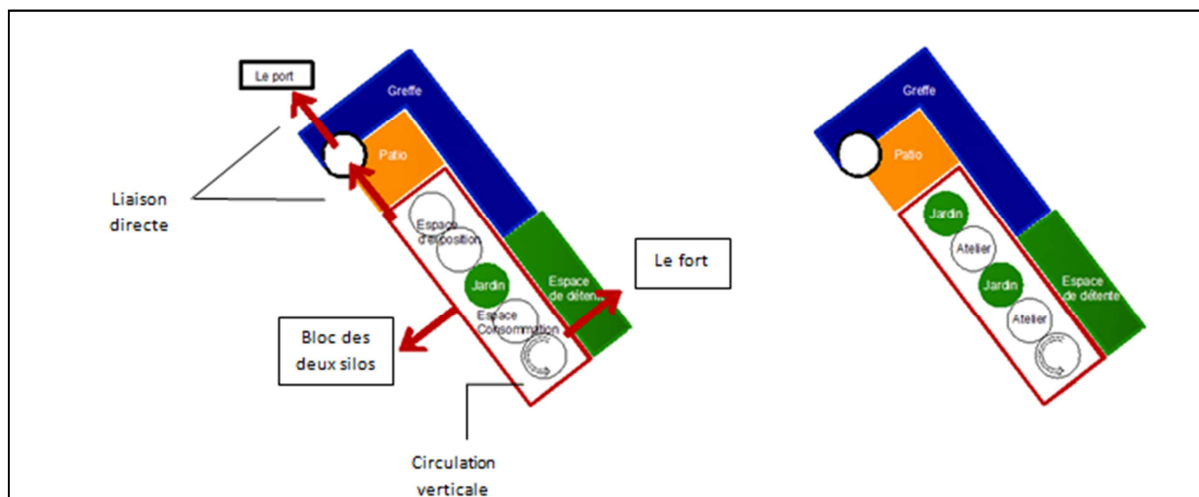 Le port
Greffe
Patio
Liaison
directe
Espace
d'exposition
Jardin
Espace
Consommation
Espace
de détente
Le fort
Bloc des
deux silos
Circulation
verticale
Greffe
Patio
Jardin
Atelier
Jardin
Atelier
Espace
de détente